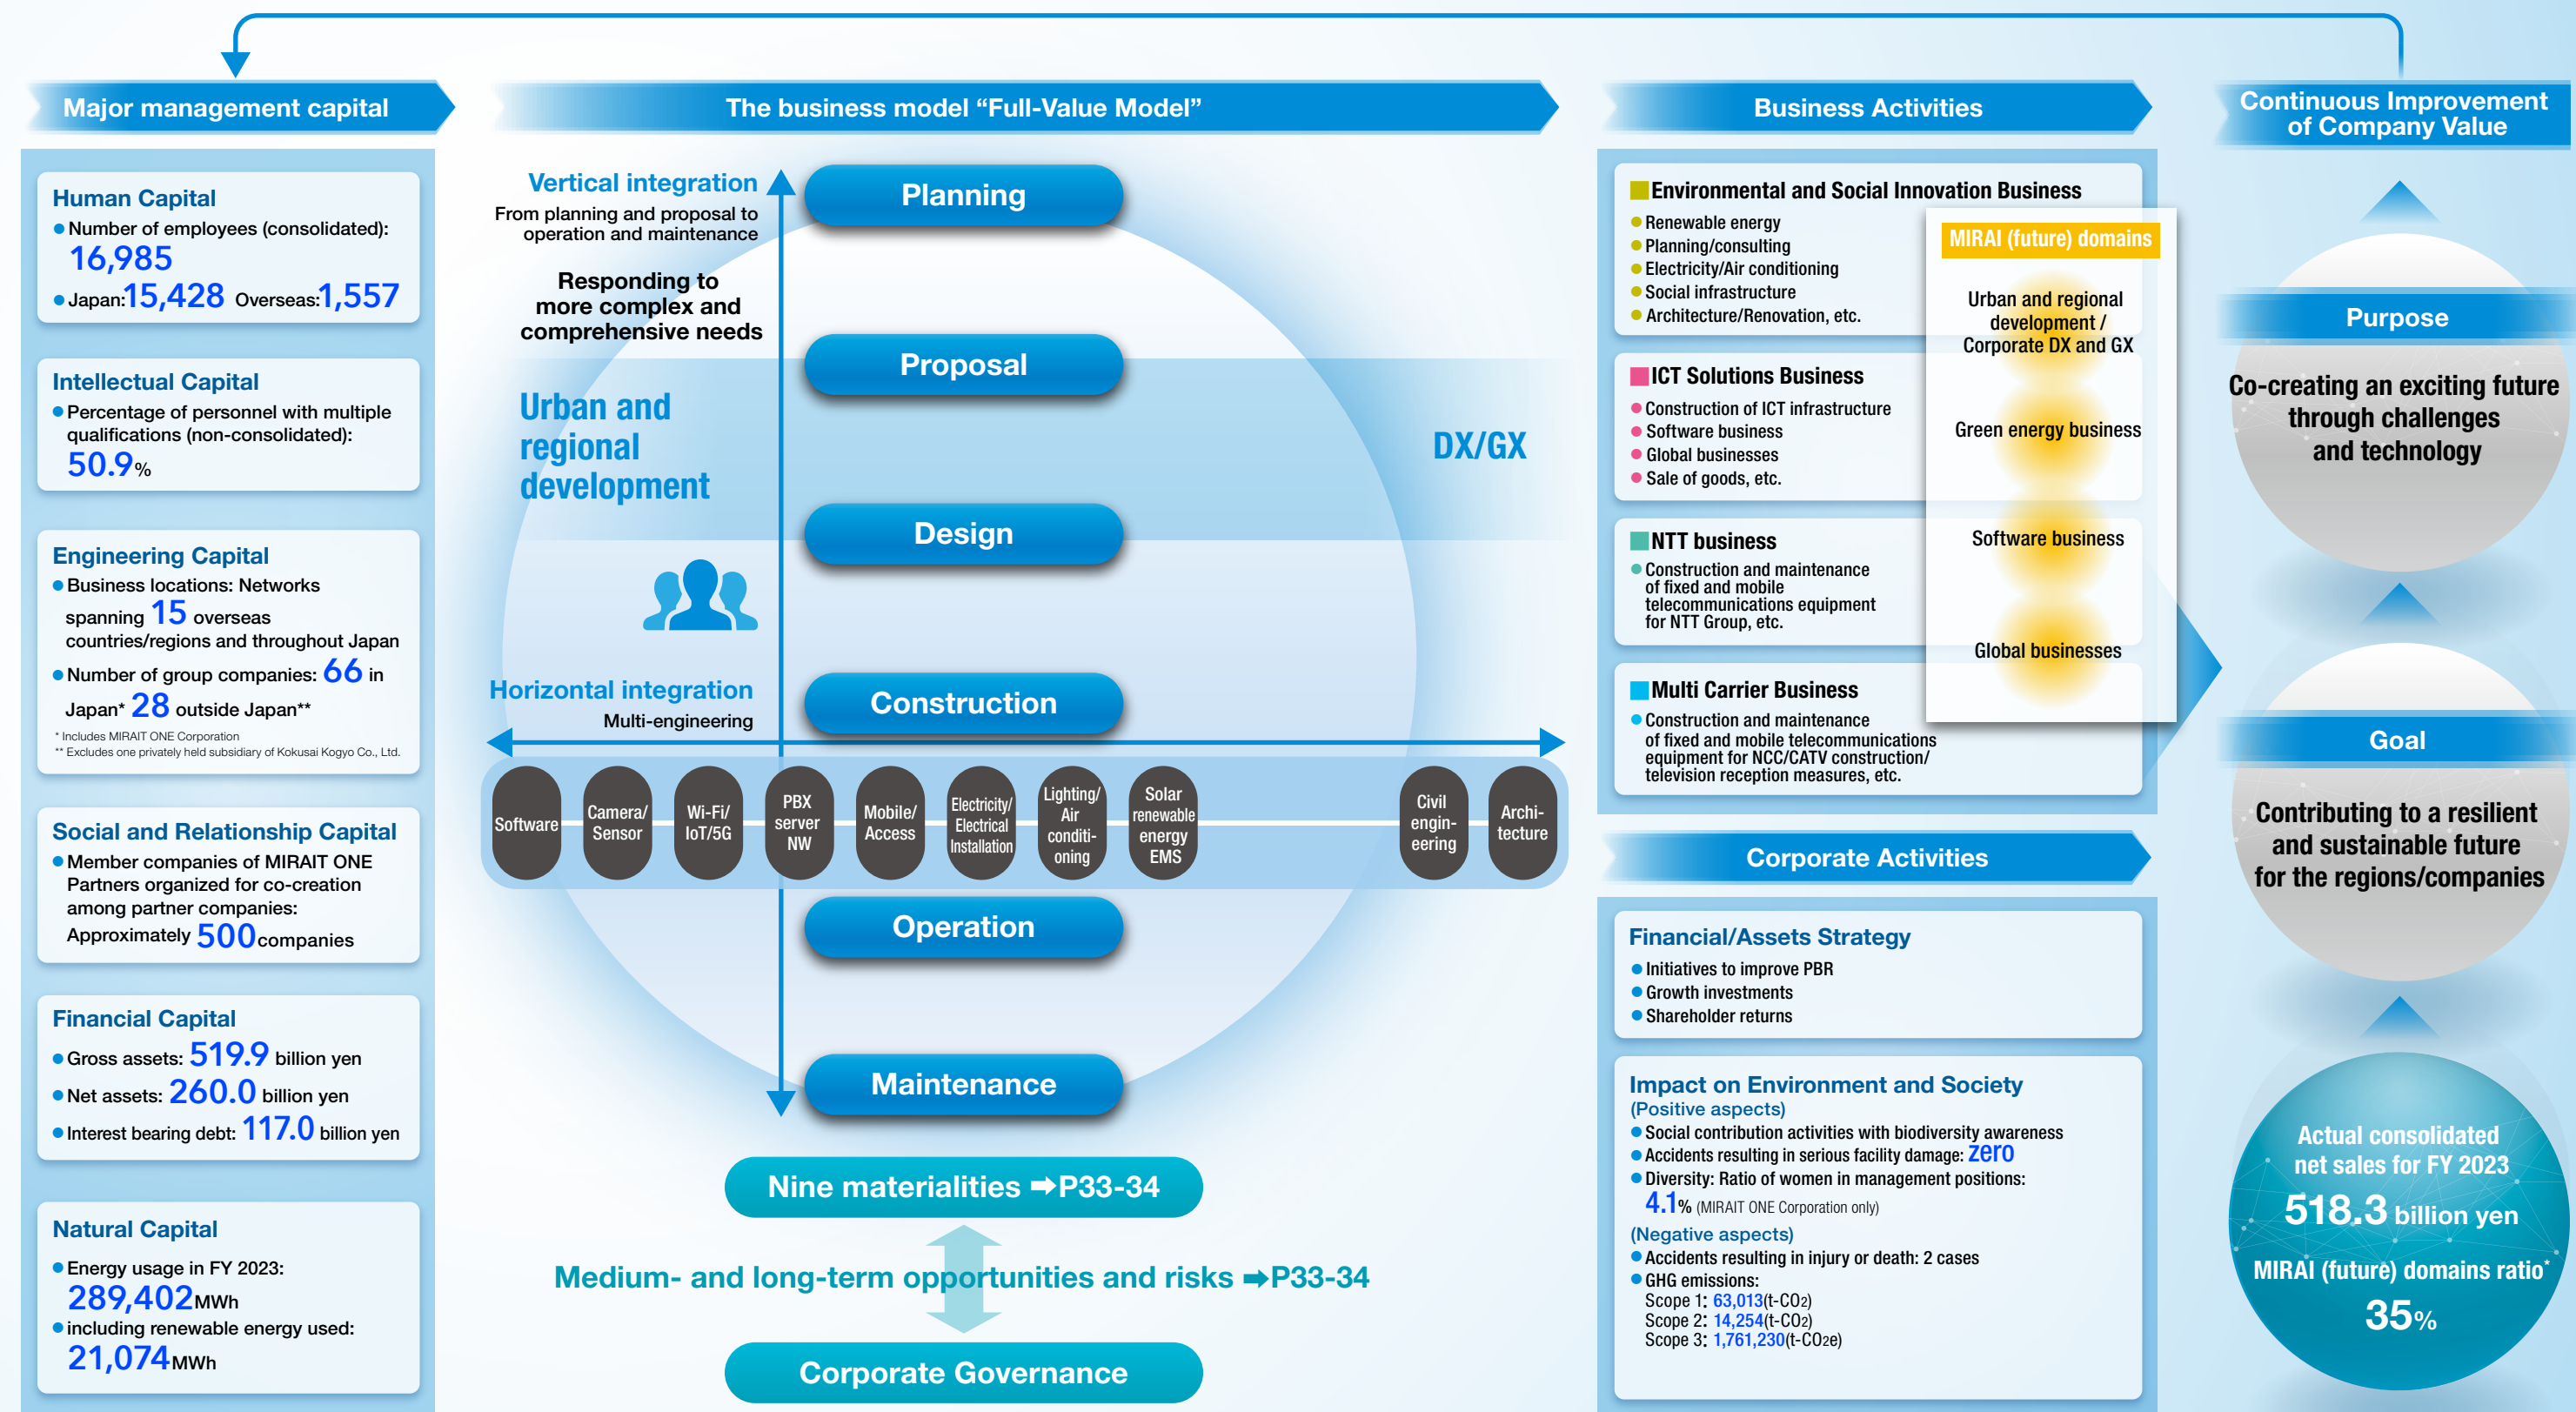 Major management capital
Human Capital
● Number of employees (consolidated):
16,985
● Japan:15,428 Overseas:1,557
Intellectual Capital
● Percentage of personnel with multiple
qualifications (non-consolidated):
50.9%
Engineering Capital
● Business locations: Networks
spanning 15 overseas
countries/regions and throughout Japan
● Number of group companies: 66 in
Japan* 28 outside Japan**
* Includes MIRAIT ONE Corporation
** Excludes one privately held subsidiary of Kokusai Kogyo Co., Ltd.
Social and Relationship Capital
● Member companies of MIRAIT ONE
Partners organized for co-creation
among partner companies:
Approximately 500 companies
Financial Capital
● Gross assets: 519.9 billion yen
● Net assets: 260.0 billion yen
● Interest bearing debt: 117.0 billion yen
Natural Capital
● Energy usage in FY 2023:
289,402 MWh
● including renewable energy used:
21,074 MWh
The business model “Full-Value Model”
Vertical integration
From planning and proposal to
operation and maintenance
Responding to
more complex and
comprehensive needs
Urban and
regional
development
DX/GX
Planning
Proposal
Design
Construction
Horizontal integration
Multi-engineering
Software
Camera/
Sensor
Wi-Fi/
IoT/5G
PBX
server
NW
Mobile/
Access
Electricity/
Electrical
Installation
Lighting/
Air
conditi-
oning
Solar
renewable
energy
EMS
Civil
engin-
eering
Archi-
tecture
Operation
Maintenance
Nine materialities ➡P33-34
Medium- and long-term opportunities and risks ➡P33-34
Corporate Governance
Business Activities
Environmental and Social Innovation Business
● Renewable energy
● Planning/consulting
● Electricity/Air conditioning
● Social infrastructure
● Architecture/Renovation, etc.
ICT Solutions Business
● Construction of ICT infrastructure
● Software business
● Global businesses
● Sale of goods, etc.
NTT business
● Construction and maintenance
of fixed and mobile
telecommunications equipment
for NTT Group, etc.
Multi Carrier Business
● Construction and maintenance
of fixed and mobile telecommunications
equipment for NCC/CATV construction/
television reception measures, etc.
MIRAI (future) domains
Urban and regional
development /
Corporate DX and GX
Green energy business
Software business
Global businesses
Corporate Activities
Financial/Assets Strategy
● Initiatives to improve PBR
● Growth investments
● Shareholder returns
Impact on Environment and Society
(Positive aspects)
● Social contribution activities with biodiversity awareness
● Accidents resulting in serious facility damage: zero
● Diversity: Ratio of women in management positions:
4.1% (MIRAIT ONE Corporation only)
(Negative aspects)
● Accidents resulting in injury or death: 2 cases
● GHG emissions:
Scope 1: 63,013(t-CO2)
Scope 2: 14,254(t-CO2)
Scope 3: 1,761,230(t-CO2e)
Continuous Improvement
of Company Value
Purpose
Co-creating an exciting future
through challenges
and technology
Goal
Contributing to a resilient
and sustainable future
for the regions/companies
Actual consolidated
net sales for FY 2023
518.3 billion yen
MIRAI (future) domains ratio*
35%